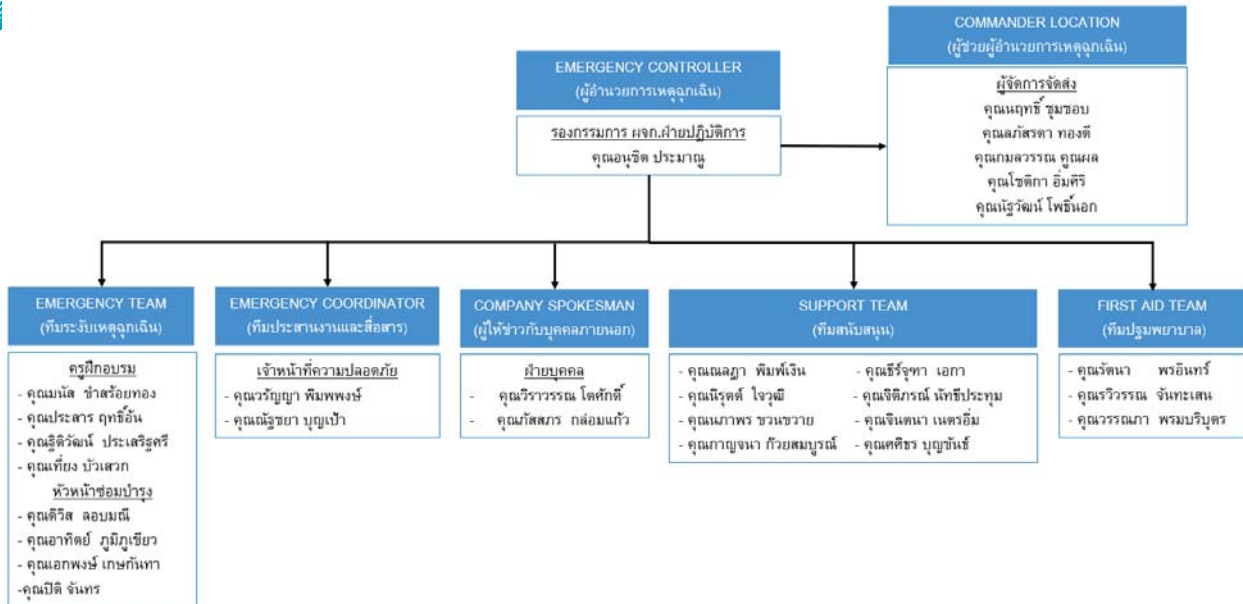 COMMANDER LOCATION
(ผู้ช่วยผู้อำนวยการเหตุฉุกเฉิน)
ผู้จัดการจัดส่ง
คุณนฤทธิ์ ชุมชอบ
คุณลภัสรดา ทองดี
คุณกมลวรรณ คูณผล
คุณโชติกา อิ่มศิริ
คุณนัฐวัฒน์ โพธิ์นอก
EMERGENCY CONTROLLER
(ผู้อำนวยการเหตุฉุกเฉิน)
รองกรรมการ ผจก.ฝ่ายปฏิบัติการ
คุณอนุชิต ประมาณู
EMERGENCY TEAM
(ทีมระงับเหตุฉุกเฉิน)
ครูฝึกอบรม
- คุณมนัส ขำสร้อยทอง
- คุณประสาร ฤทธิ์อ้น
- คุณฐิติวัฒน์ ประเสริฐศรี
- คุณเที่ยง บัวเสวก
หัวหน้าซ่อมบำรุง
- คุณดิวิส ลอบมณี
- คุณอาทิตย์ ภูมิภูเขียว
- คุณเอกพงษ์ เกษกันทา
-คุณปิติ จันทร
EMERGENCY COORDINATOR
(ทีมประสานงานและสื่อสาร)
เจ้าหน้าที่ความปลอดภัย
- คุณวรัญญา พิมพพงษ์
- คุณณัฐชยา บุญเป้า
COMPANY SPOKESMAN
(ผู้ให้ข่าวกับบุคคลภายนอก)
ฝ่ายบุคคล
- คุณวิราวรรณ โตศักดิ์
- คุณภัสสภร กล่อมแก้ว
SUPPORT TEAM
(ทีมสนับสนุน)
- คุณณลฎา พิมพ์เงิน
- คุณนิรุตต์ ใจวุฒิ
- คุณนภาพร ขวนขวาย
- คุณกาญจนา ก๊วยสมบูรณ์
- คุณธีร์จุฑา เอกา
- คุณจิติภรณ์ นัทธีประทุม
- คุณจินตนา เนตรอิ่ม
- คุณศศิธร บุญขันธ์
FIRST AID TEAM
(ทีมปฐมพยาบาล)
- คุณรัตนา พรอินทร์
- คุณรวิวรรณ จันทะเสน
- คุณวรรณภา พรมบริบุตร